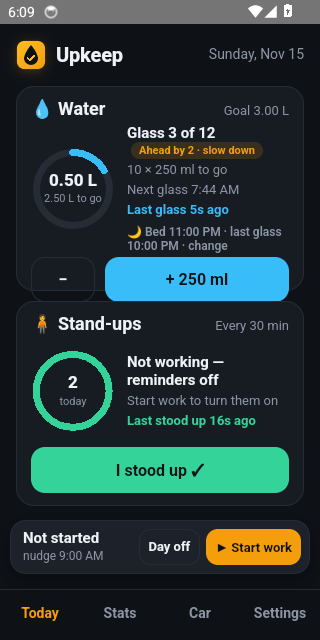 6:09
Upkeep
Sunday, Nov 15
💧 Water
Goal 3.00 L
0.50 L
2.50 L to go
Glass 3 of 12
Ahead by 2 · slow down
10 × 250 ml to go
Next glass 7:44 AM
Last glass 5s ago
🌙 Bed 11:00 PM · last glass
10:00 PM · change
−
+ 250 ml
🧍 Stand-ups
Every 30 min
2
today
Not working —
reminders off
Start work to turn them on
Last stood up 16s ago
I stood up ✓
Not started
nudge 9:00 AM
Day off
► Start work
Today
Stats
Car
Settings